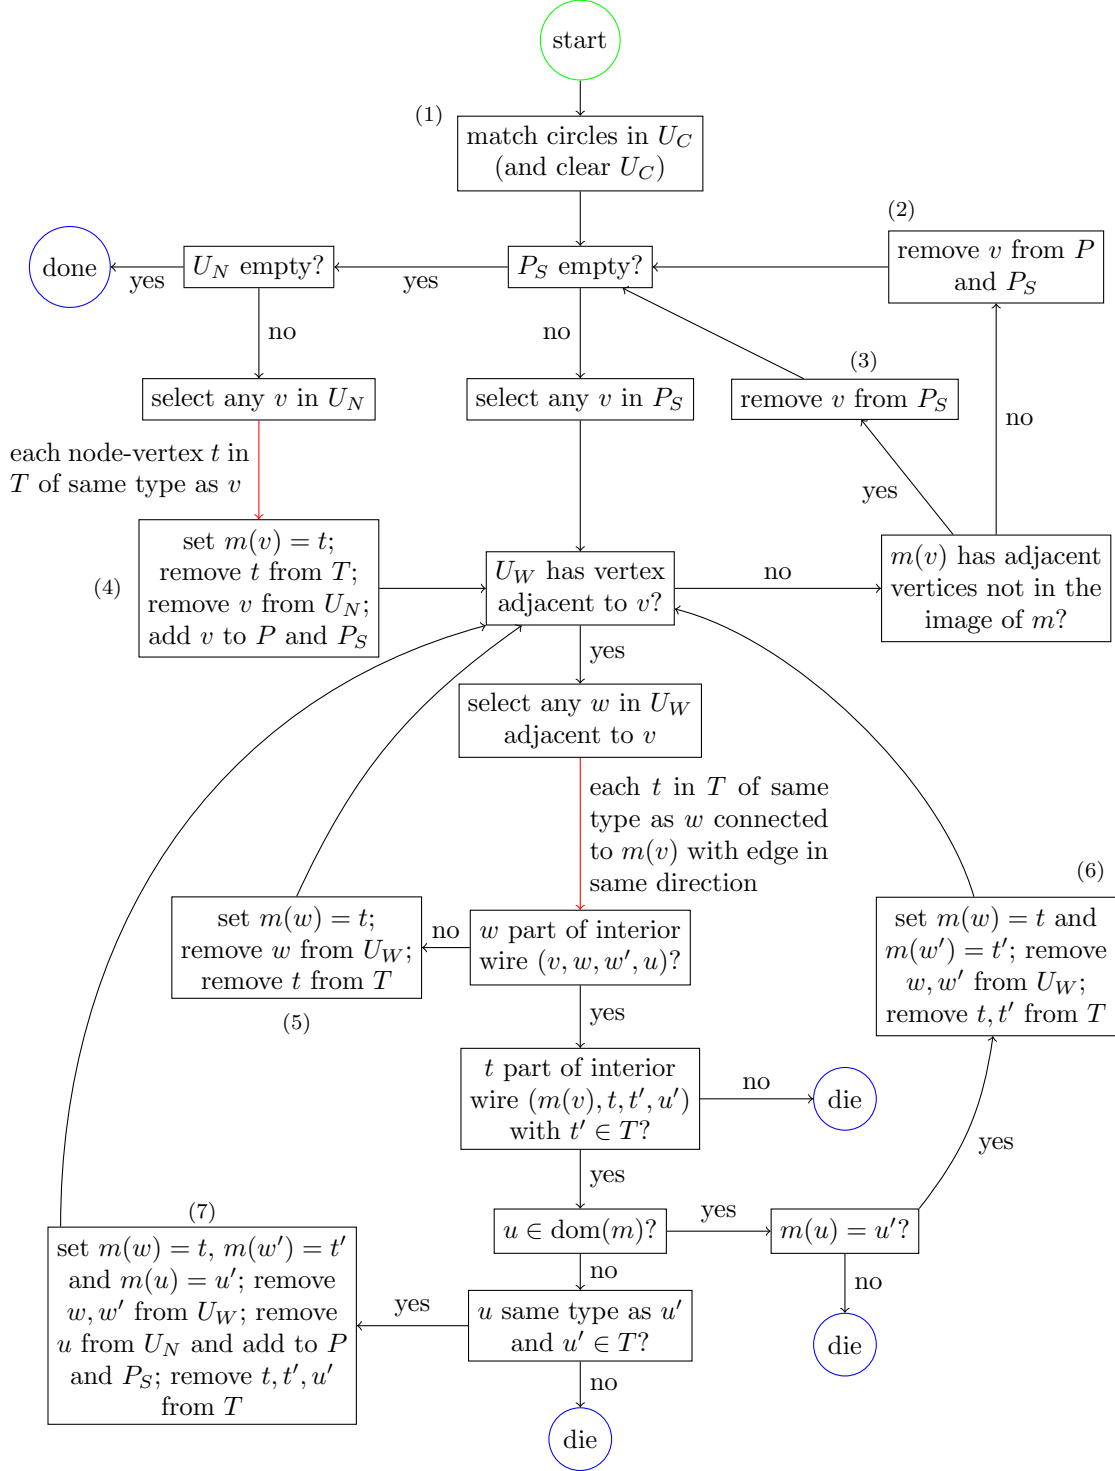 start
(1)
match circles in $U_C$
(and clear $U_C$)
(2)
remove $v$ from $P$
and $P_S$
done
yes
$U_N$ empty?
yes
$P_S$ empty?
no
no
(3)
select any $v$ in $U_N$
select any $v$ in $P_S$
remove $v$ from $P_S$
no
each node-vertex $t$ in
$T$ of same type as $v$
yes
(4)
set $m(v) = t$;
remove $t$ from $T$;
remove $v$ from $U_N$;
add $v$ to $P$ and $P_S$
$U_W$ has vertex
adjacent to $v$?
no
$m(v)$ has adjacent
vertices not in the
image of $m$?
yes
select any $w$ in $U_W$
adjacent to $v$
each $t$ in $T$ of same
type as $w$ connected
to $m(v)$ with edge in
same direction
(6)
set $m(w) = t$;
remove $w$ from $U_W$;
remove $t$ from $T$
(5)
no
$w$ part of interior
wire $(v, w, w', u)$?
set $m(w) = t$ and
$m(w') = t'$; remove
$w, w'$ from $U_W$;
remove $t, t'$ from $T$
yes
$t$ part of interior
wire $(m(v), t, t', u')$
with $t' \in T$?
no
die
yes
yes
(7)
$u \in \mathrm{dom}(m)$?
yes
$m(u) = u'$?
no
no
set $m(w) = t$, $m(w') = t'$
and $m(u) = u'$; remove
$w, w'$ from $U_W$; remove
$u$ from $U_N$ and add to $P$
and $P_S$; remove $t, t', u'$
from $T$
yes
$u$ same type as $u'$
and $u' \in T$?
die
no
die